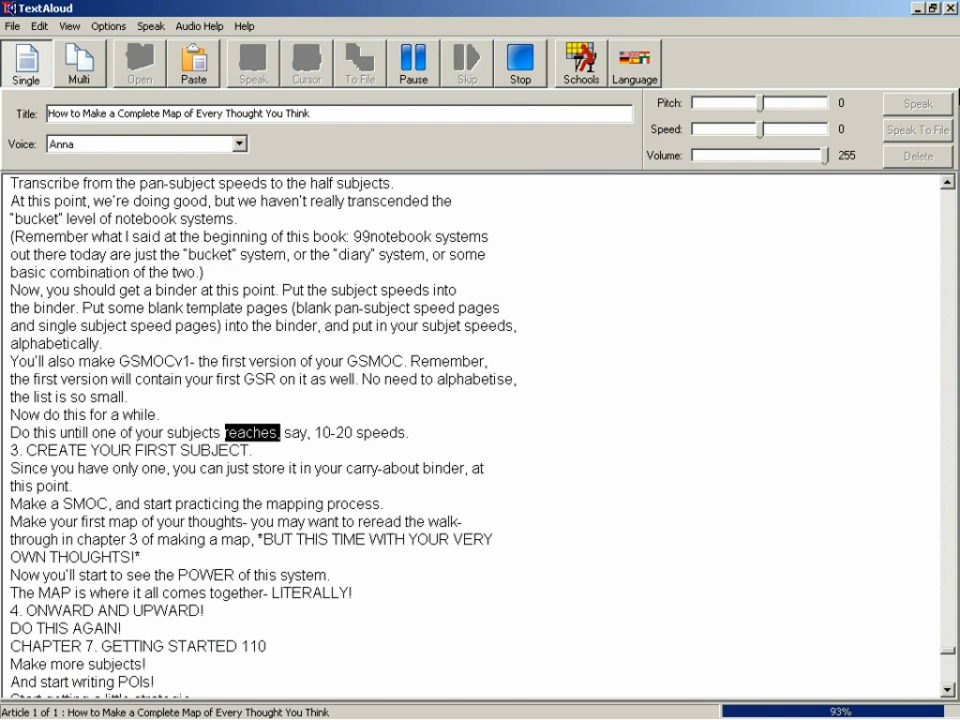 TextAloud
File Edit View Options Speak Audio Help Help
Single Multi Open Paste Speak Cursor To File Pause Skip Stop Schools Language
Title: How to Make a Complete Map of Every Thought You Think
Voice: Anna
Pitch: 0 Speak
Speed: 0 Speak To File
Volume: 255 Delete
Transcribe from the pan-subject speeds to the half subjects.
At this point, we're doing good, but we haven't really transcended the
"bucket" level of notebook systems.
(Remember what I said at the beginning of this book: 99notebook systems
out there today are just the "bucket" system, or the "diary" system, or some
basic combination of the two.)
Now, you should get a binder at this point. Put the subject speeds into
the binder. Put some blank template pages (blank pan-subject speed pages
and single subject speed pages) into the binder, and put in your subjet speeds,
alphabetically.
You'll also make GSMOCv1- the first version of your GSMOC. Remember,
the first version will contain your first GSR on it as well. No need to alphabetise,
the list is so small.
Now do this for a while.
Do this untill one of your subjects reaches, say, 10-20 speeds.
3. CREATE YOUR FIRST SUBJECT.
Since you have only one, you can just store it in your carry-about binder, at
this point.
Make a SMOC, and start practicing the mapping process.
Make your first map of your thoughts- you may want to reread the walk-
through in chapter 3 of making a map, *BUT THIS TIME WITH YOUR VERY
OWN THOUGHTS!*
Now you'll start to see the POWER of this system.
The MAP is where it all comes together- LITERALLY!
4. ONWARD AND UPWARD!
DO THIS AGAIN!
CHAPTER 7. GETTING STARTED 110
Make more subjects!
And start writing POIs!
Start getting a little strategic
Article 1 of 1 : How to Make a Complete Map of Every Thought You Think 93%